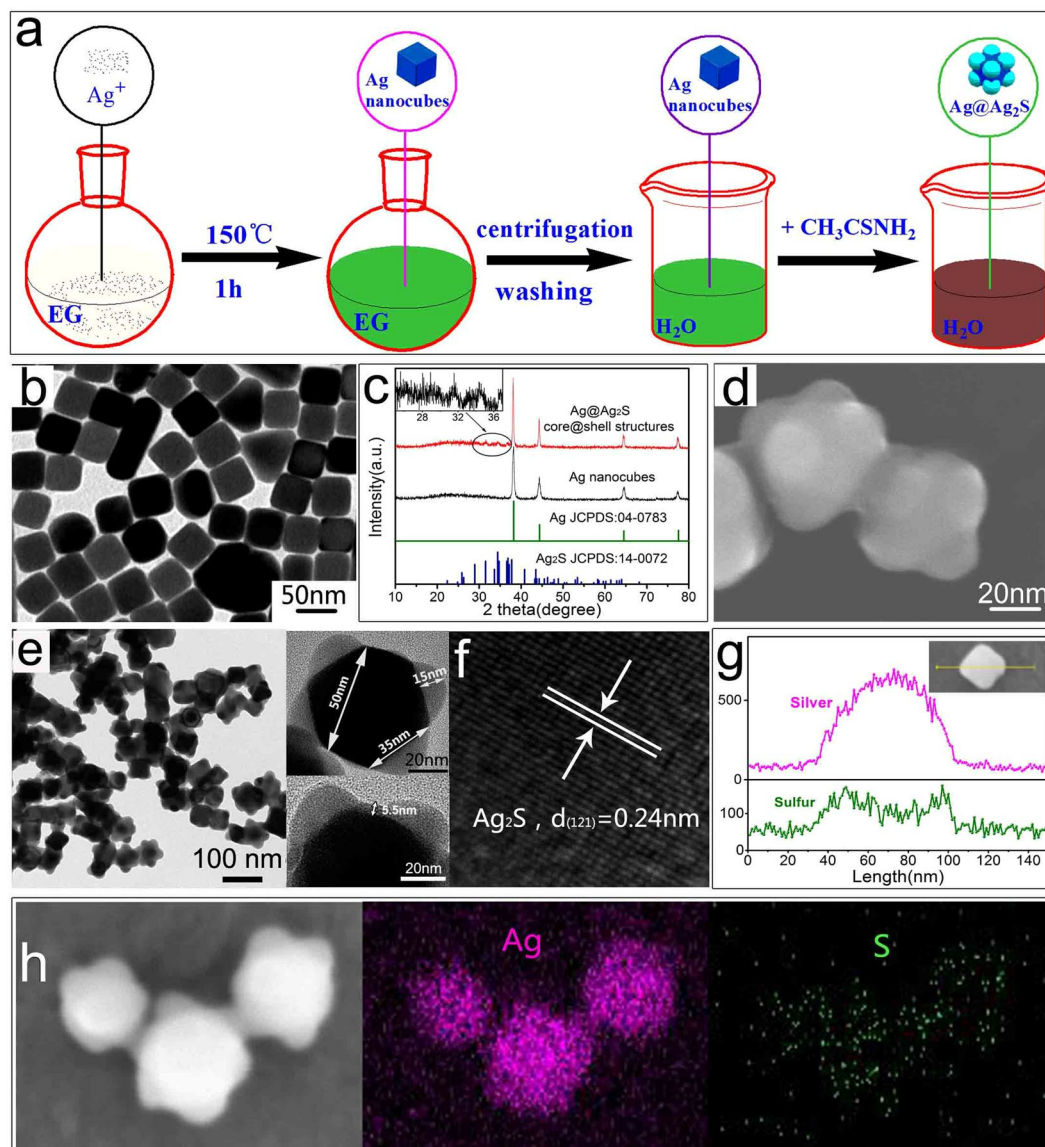 a
Ag⁺
EG
150℃
1h
Ag
nanocubes
EG
centrifugation
washing
Ag
nanocubes
H₂O
+ CH₃CSNH₂
Ag@Ag₂S
H₂O
b
50nm
c
28 32 36
Ag@Ag₂S
core@shell structures
Ag nanocubes
Ag JCPDS:04-0783
Ag₂S JCPDS:14-0072
Intensity(a.u.)
10 20 30 40 50 60 70 80
2 theta(degree)
d
20nm
e
100 nm
50nm
15nm
35nm
20nm
5.5nm
20nm
f
Ag₂S , d₍₁₂₁₎=0.24nm
g
500
Silver
0
100
Sulfur
0
0 20 40 60 80 100 120 140
Length(nm)
h
Ag
S